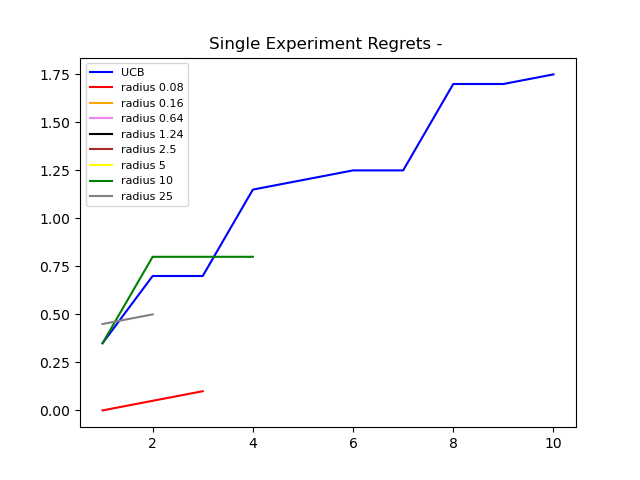 Single Experiment Regrets -
UCB
radius 0.08
radius 0.16
radius 0.64
radius 1.24
radius 2.5
radius 5
radius 10
radius 25
1.75
1.50
1.25
1.00
0.75
0.50
0.25
0.00
2 4 6 8 10